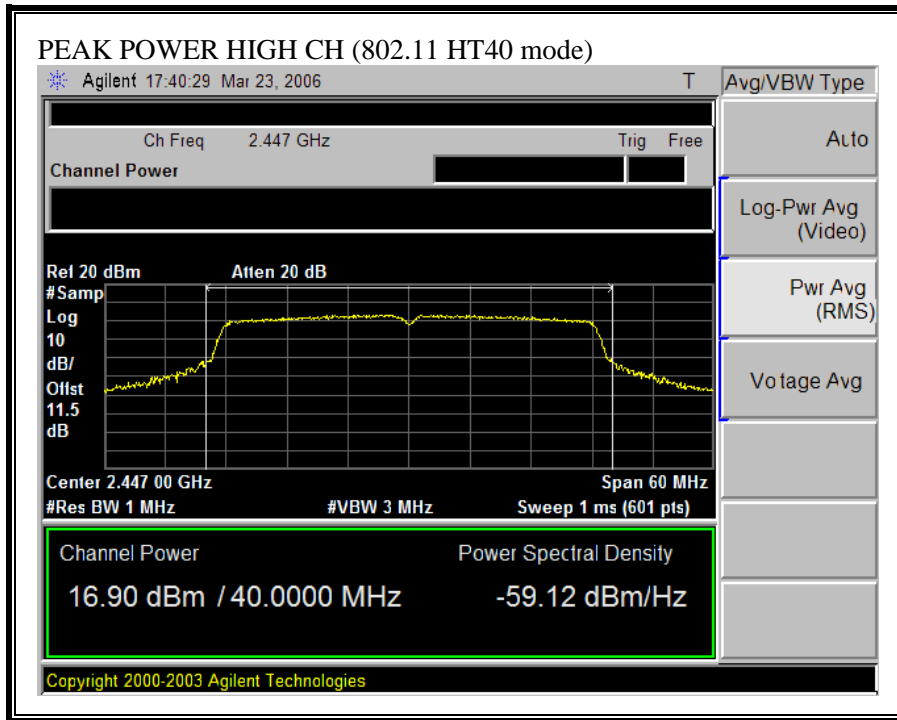 PEAK POWER HIGH CH (802.11 HT40 mode)
Agilent 17:40:29 Mar 23, 2006 T
Avg/VBW Type
Ch Freq 2.447 GHz Trig Free
Channel Power
Auto
Log-Pwr Avg
(Video)
Pwr Avg
(RMS)
Vo tage Avg
Ref 20 dBm Atten 20 dB
#Samp
Log
10
dB/
Offst
11.5
dB
Center 2.447 00 GHz Span 60 MHz
#Res BW 1 MHz #VBW 3 MHz Sweep 1 ms (601 pts)
Channel Power Power Spectral Density
16.90 dBm / 40.0000 MHz -59.12 dBm/Hz
Copyright 2000-2003 Agilent Technologies